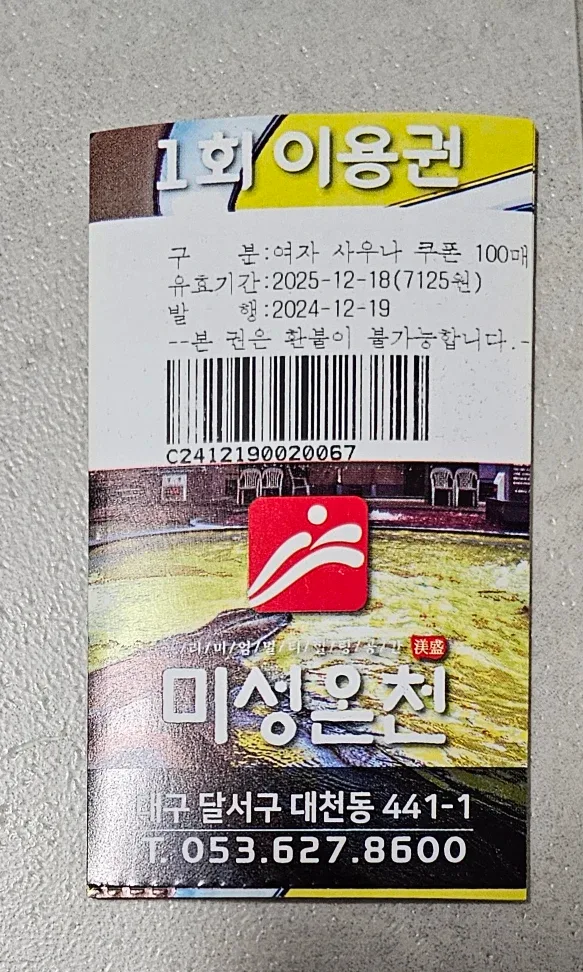 1회 이용권
구 분:여자 사우나 쿠폰 100매
유효기간:2025-12-18(7125원)
발 행:2024-12-19
--본 권은 환불이 불가능합니다.-
C2412190020067
渼盛
미성온천
대구 달서구 대천동 441-1
T. 053.627.8600